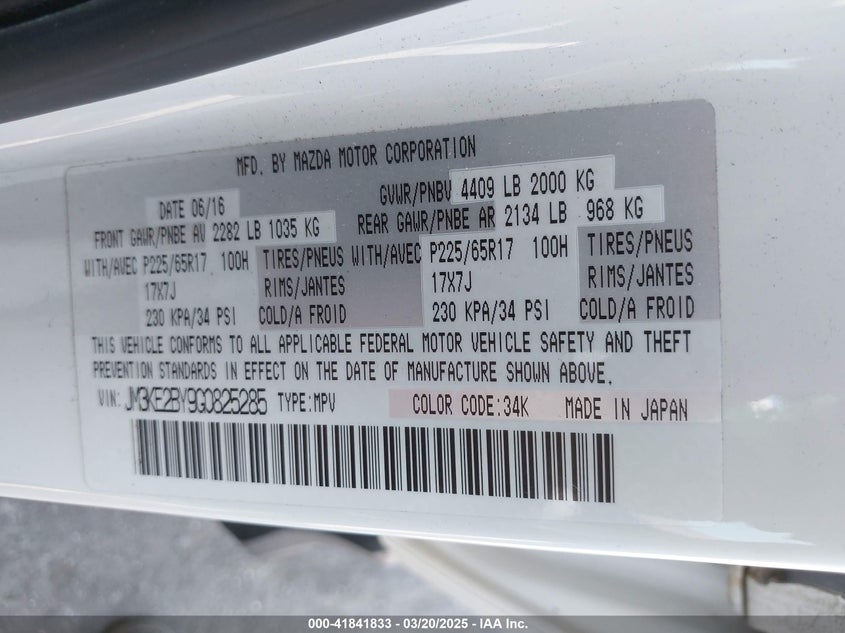 MFD. BY MAZDA MOTOR CORPORATION
DATE 06/16 GVWR/PNBV 4409 LB 2000 KG
FRONT GAWR/PNBE AV 2282 LB 1035 KG REAR GAWR/PNBE AR 2134 LB 968 KG
WITH/AVEC P225/65R17 100H TIRES/PNEUS WITH/AVEC P225/65R17 100H TIRES/PNEUS
17X7J RIMS/JANTES 17X7J RIMS/JANTES
230 KPA/34 PSI COLD/A FROID 230 KPA/34 PSI COLD/A FROID
THIS VEHICLE CONFORMS TO ALL APPLICABLE FEDERAL MOTOR VEHICLE SAFETY AND THEFT
PREVENTION STANDARDS IN EFFECT ON THE DATE OF MANUFACTURE SHOWN ABOVE.
VIN: JM3KE2BY9G0825285 TYPE:MPV COLOR CODE:34K MADE IN JAPAN
000-41841833 - 03/20/2025 - IAA Inc.